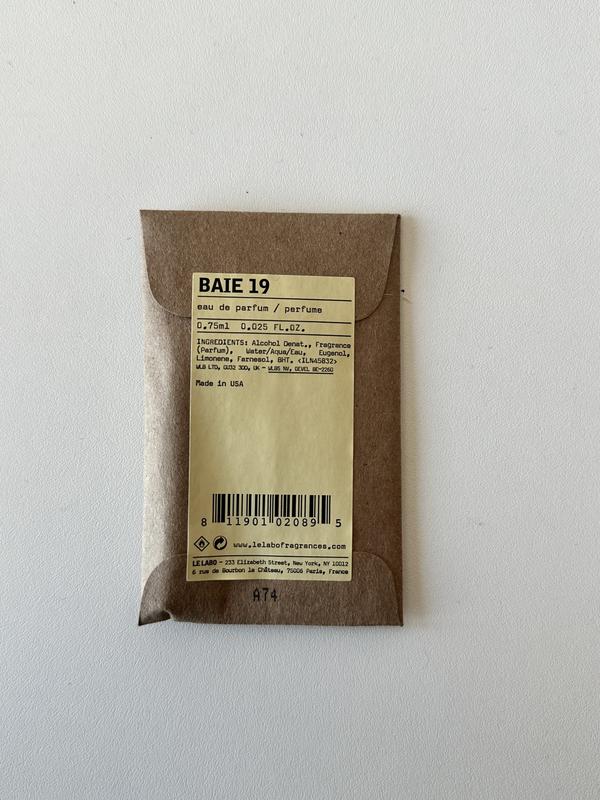 BAIE 19
eau de parfum / perfume
0.75ml 0.025 FL.OZ.
INGREDIENTS: Alcohol Denat., Fragrance
(Parfum), Water/Aqua/Eau, Eugenol,
Limonene, Farnesol, BHT. <ILN45832>
WLB LTD, GU32 3QD, UK - WLBS NV, DEVEL BE-2260
Made in USA
8 11901 02089 5
www.lelabofragrances.com
LE LABO - 233 Elizabeth Street, New York, NY 10012
6 rue de Bourbon le Château, 75006 Paris, France
A74